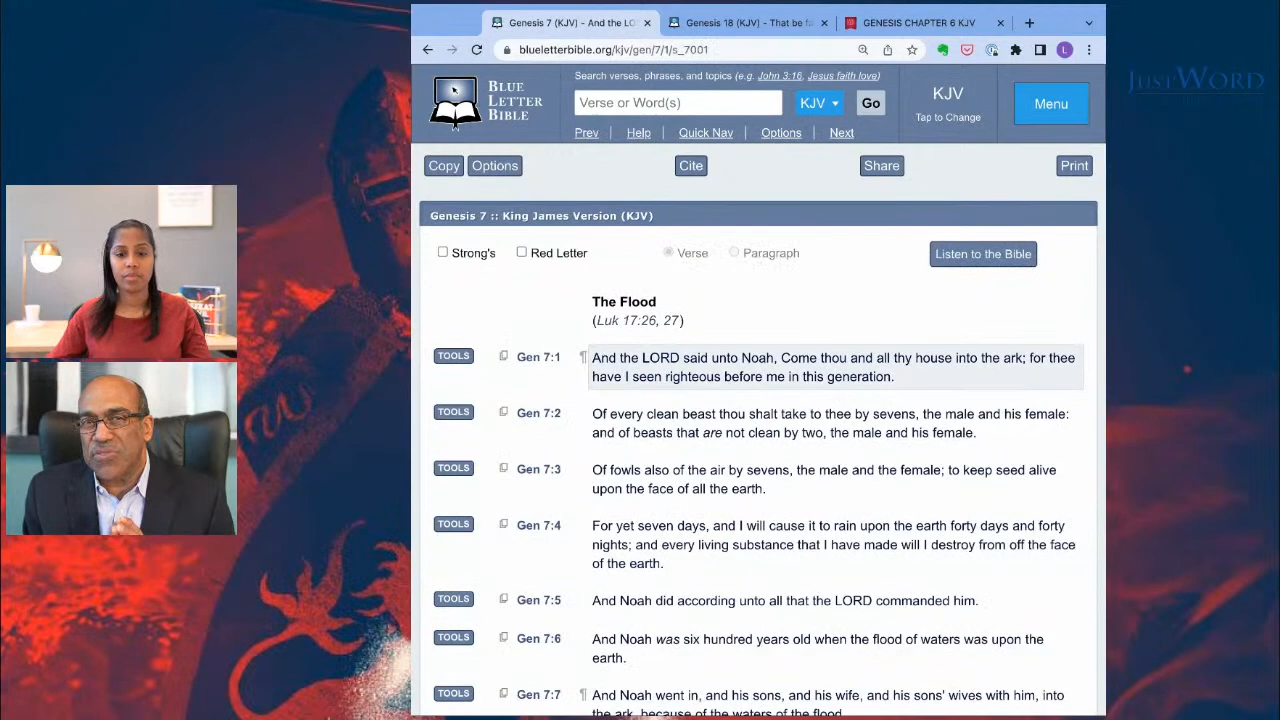 Genesis 7 (KJV) - And the LO
Genesis 18 (KJV) - That be fa
GENESIS CHAPTER 6 KJV
blueletterbible.org/kjv/gen/7/1/s_7001
L
JUSTWORD
BLUE
LETTER
BIBLE
Search verses, phrases, and topics (e.g. John 3:16, Jesus faith love)
Verse or Word(s)
KJV
Go
Prev | Help | Quick Nav | Options | Next
KJV
Tap to Change
Menu
Copy Options Cite Share Print
Genesis 7 :: King James Version (KJV)
Strong's Red Letter Verse Paragraph Listen to the Bible
The Flood
(Luk 17:26, 27)
TOOLS Gen 7:1 ¶ And the LORD said unto Noah, Come thou and all thy house into the ark; for thee
have I seen righteous before me in this generation.
TOOLS Gen 7:2 Of every clean beast thou shalt take to thee by sevens, the male and his female:
and of beasts that are not clean by two, the male and his female.
TOOLS Gen 7:3 Of fowls also of the air by sevens, the male and the female; to keep seed alive
upon the face of all the earth.
TOOLS Gen 7:4 For yet seven days, and I will cause it to rain upon the earth forty days and forty
nights; and every living substance that I have made will I destroy from off the face
of the earth.
TOOLS Gen 7:5 And Noah did according unto all that the LORD commanded him.
TOOLS Gen 7:6 And Noah was six hundred years old when the flood of waters was upon the
earth.
TOOLS Gen 7:7 ¶ And Noah went in, and his sons, and his wife, and his sons' wives with him, into
the ark, because of the waters of the flood.